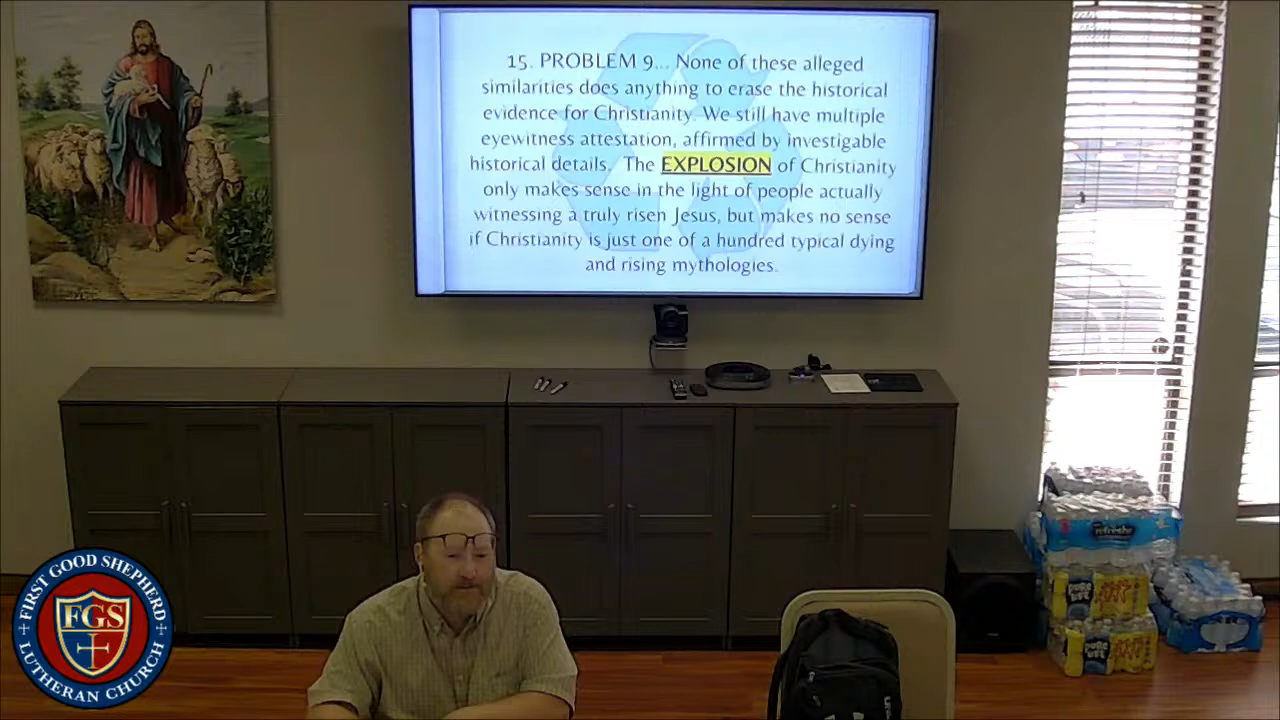 15. PROBLEM 9... None of these alleged
similarities does anything to erase the historical
evidence for Christianity. We still have multiple
eyewitness attestation, affirmed by investigable
historical details. The EXPLOSION of Christianity
only makes sense in the light of people actually
witnessing a truly risen Jesus, but makes no sense
if Christianity is just one of a hundred typical dying
and rising mythologies.
FIRST GOOD SHEPHERD
FGS
LUTHERAN CHURCH
refreshe
PURE
LIFE